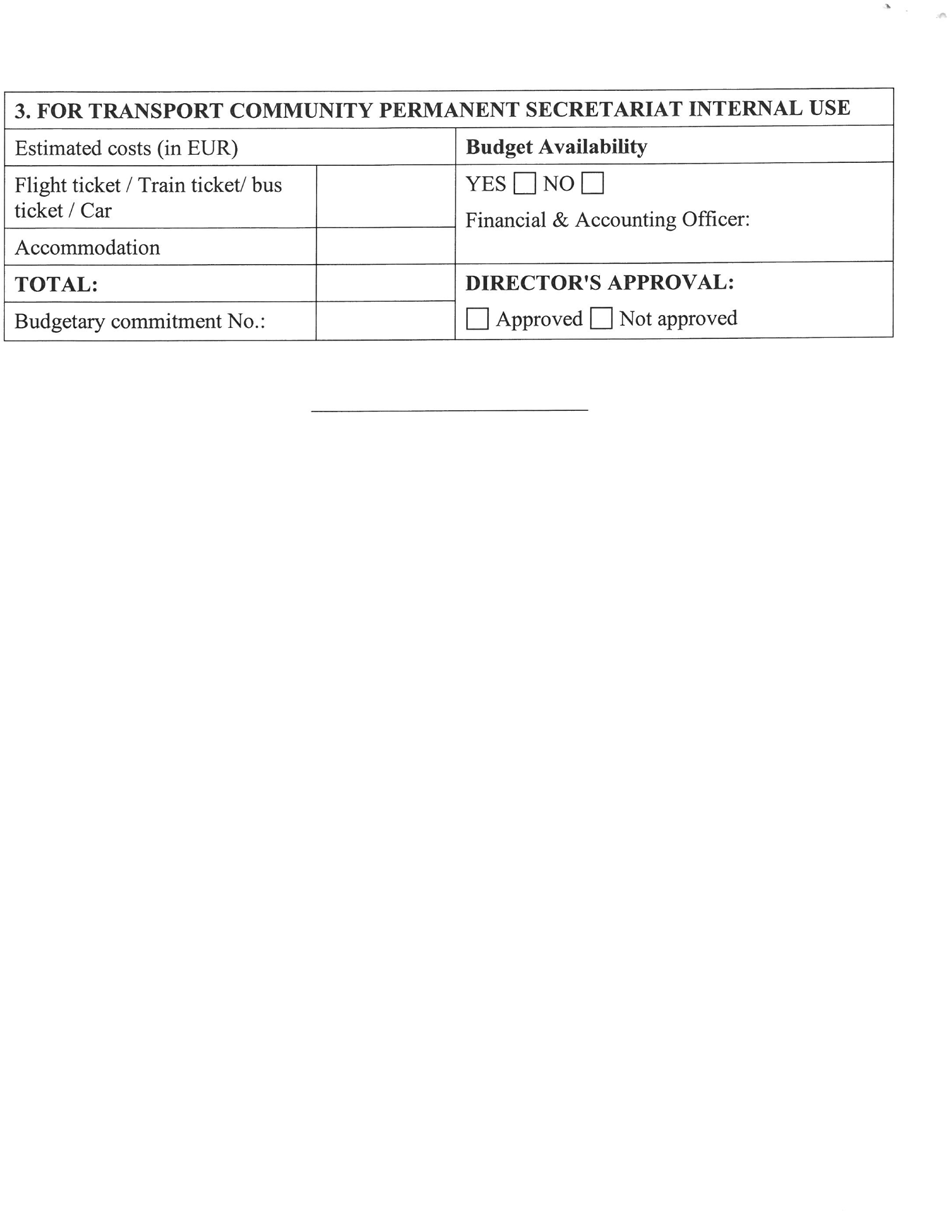 3. FOR TRANSPORT COMMUNITY PERMANENT SECRETARIAT INTERNAL USE
Estimated costs (in EUR)
Budget Availability
Flight ticket / Train ticket/ bus
ticket / Car
YES ☐ NO ☐
Financial & Accounting Officer:
Accommodation
TOTAL:
DIRECTOR'S APPROVAL:
Budgetary commitment No.:
☐ Approved ☐ Not approved